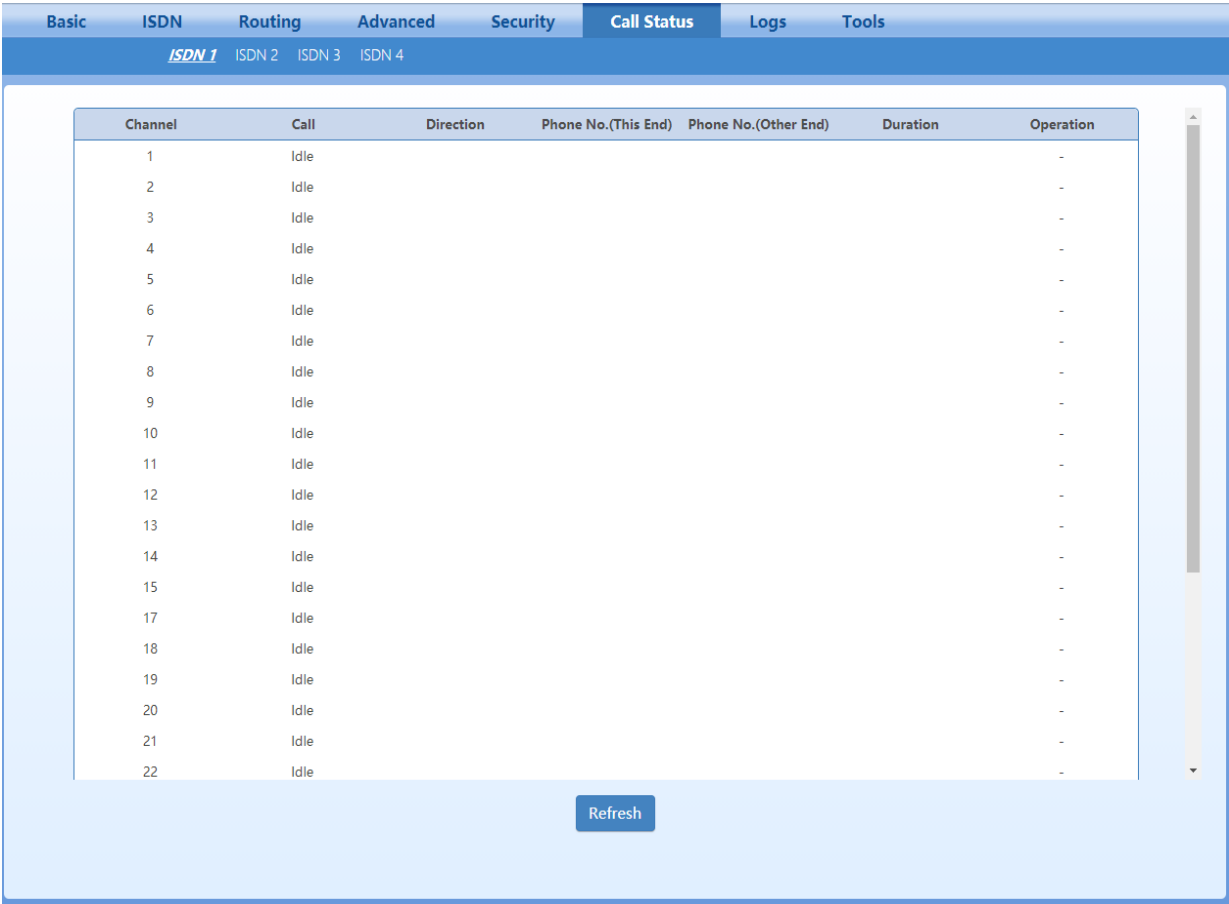 Basic ISDN Routing Advanced Security Call Status Logs Tools
ISDN 1 ISDN 2 ISDN 3 ISDN 4
Channel Call Direction Phone No.(This End) Phone No.(Other End) Duration Operation
1 Idle -
2 Idle -
3 Idle -
4 Idle -
5 Idle -
6 Idle -
7 Idle -
8 Idle -
9 Idle -
10 Idle -
11 Idle -
12 Idle -
13 Idle -
14 Idle -
15 Idle -
17 Idle -
18 Idle -
19 Idle -
20 Idle -
21 Idle -
22 Idle -
Refresh